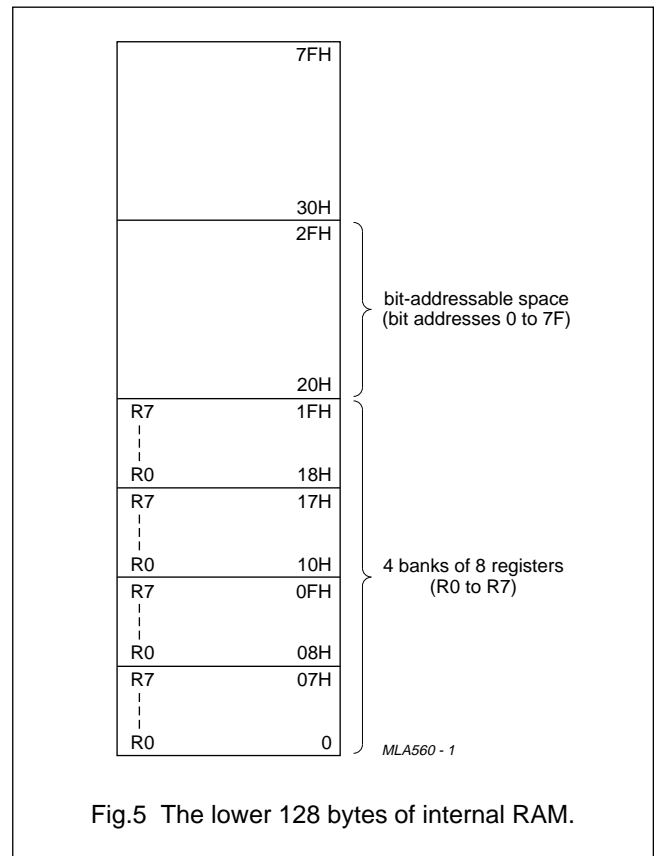 7FH
30H
2FH
bit-addressable space
(bit addresses 0 to 7F)
20H
R7 1FH
R0 18H
R7 17H
R0 10H
4 banks of 8 registers
(R0 to R7)
R7 0FH
R0 08H
R7 07H
R0 0
MLA560 - 1
Fig.5 The lower 128 bytes of internal RAM.